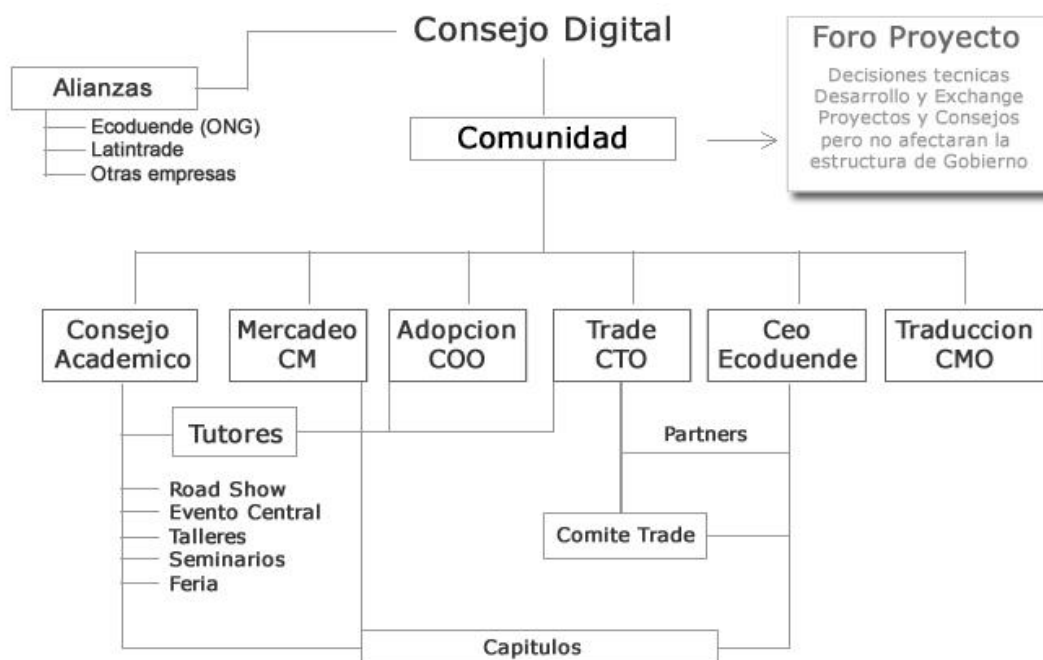 Consejo Digital
Alianzas
Ecoduende (ONG)
Latintrade
Otras empresas
Comunidad
Foro Proyecto
Decisiones tecnicas
Desarrollo y Exchange
Proyectos y Consejos
pero no afectaran la
estructura de Gobierno
Consejo
Academico
Mercadeo
CM
Adopcion
COO
Trade
CTO
Ceo
Ecoduende
Traduccion
CMO
Tutores
Partners
Road Show
Evento Central
Talleres
Seminarios
Feria
Comite Trade
Capitulos